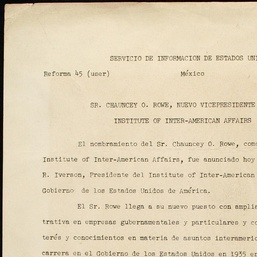 SERVICIO DE INFORMACION DE ESTADOS UNI
Reforma 45 (user) México
SR. CHAUNCEY O. ROWE, NUEVO VICEPRESIDENTE
INSTITUTE OF INTER-AMERICAN AFFAIRS
El nombramiento del Sr. Chauncey O. Rowe, com
Institute of Inter-American Affairs, fue anunciado hoy
R. Iverson, Presidente del Institute of Inter-American
Gobierno de los Estados Unidos de América.
El Sr. Rowe llega a su nuevo puesto con ampli
trativa en empresas gubernamentales y particulares y co
terés y conocimientos en materia de asuntos interameric
carrera en el Gobierno de los Estados Unidos en 1935 en